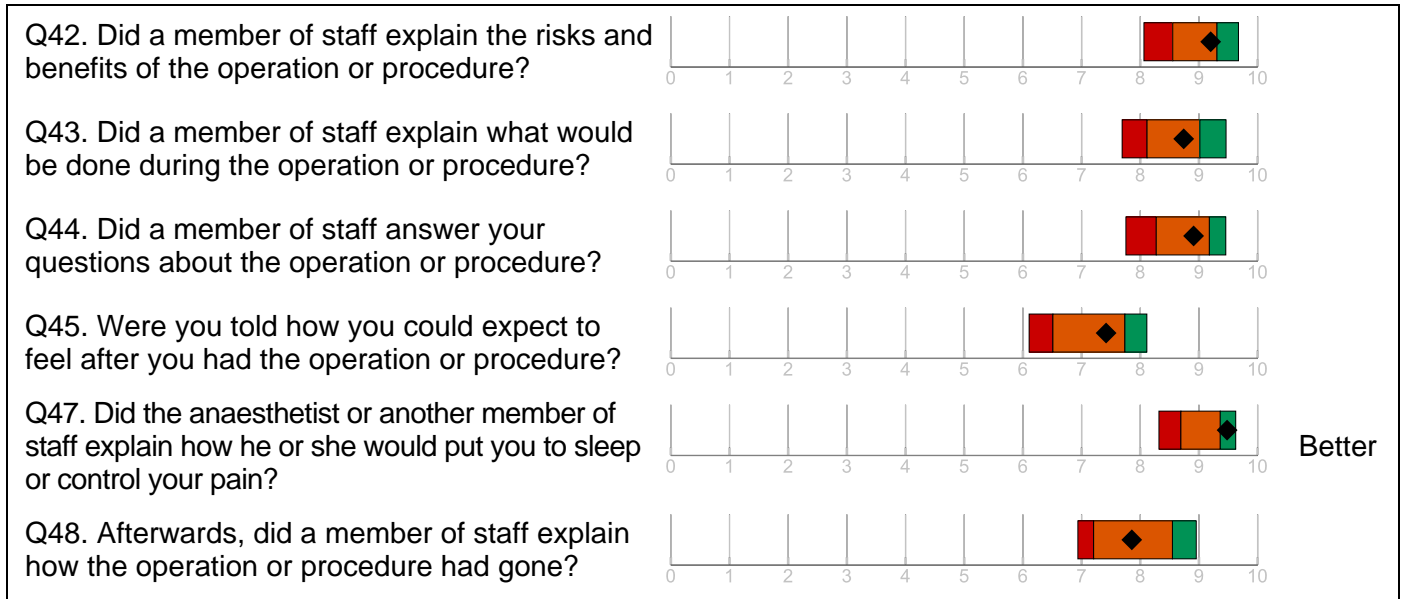 Q42. Did a member of staff explain the risks and
benefits of the operation or procedure?
0 1 2 3 4 5 6 7 8 9 10
Q43. Did a member of staff explain what would
be done during the operation or procedure?
0 1 2 3 4 5 6 7 8 9 10
Q44. Did a member of staff answer your
questions about the operation or procedure?
0 1 2 3 4 5 6 7 8 9 10
Q45. Were you told how you could expect to
feel after you had the operation or procedure?
0 1 2 3 4 5 6 7 8 9 10
Q47. Did the anaesthetist or another member of
staff explain how he or she would put you to sleep
or control your pain?
0 1 2 3 4 5 6 7 8 9 10
Better
Q48. Afterwards, did a member of staff explain
how the operation or procedure had gone?
0 1 2 3 4 5 6 7 8 9 10